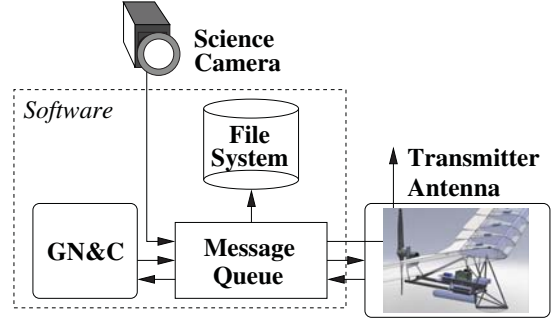 Science
Camera
Software
File
System
Transmitter
Antenna
GN&C
Message
Queue